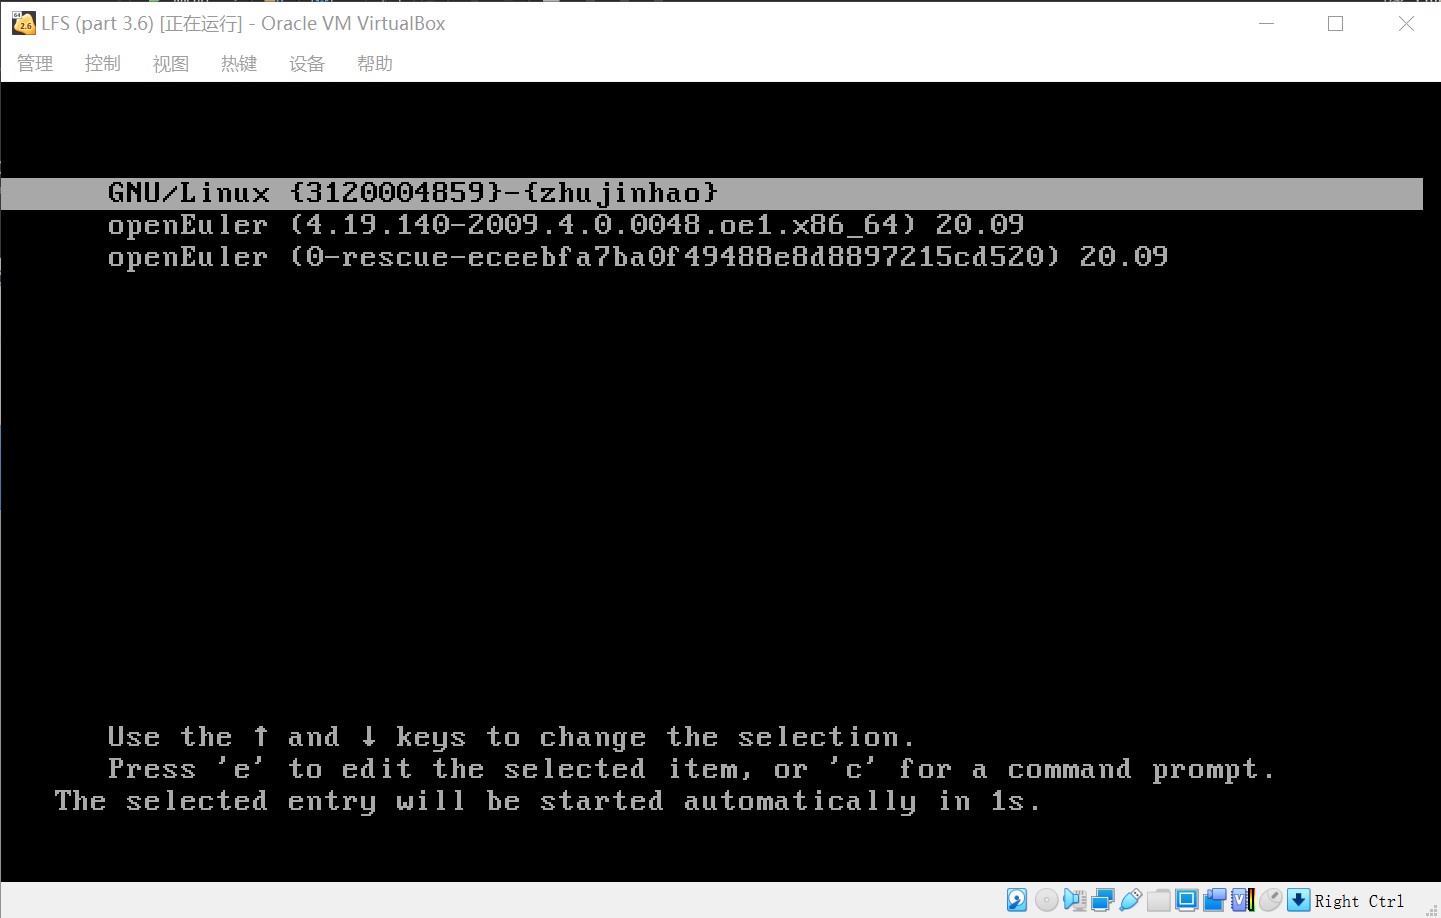 LFS (part 3.6) [正在运行] - Oracle VM VirtualBox
管理 控制 视图 热键 设备 帮助
GNU/Linux {3120004859}-{zhujinhao}
openEuler (4.19.140-2009.4.0.0048.oe1.x86_64) 20.09
openEuler (0-rescue-eceebfa7ba0f49488e8d8897215cd520) 20.09
Use the ↑ and ↓ keys to change the selection.
Press 'e' to edit the selected item, or 'c' for a command prompt.
The selected entry will be started automatically in 1s.
Right Ctrl